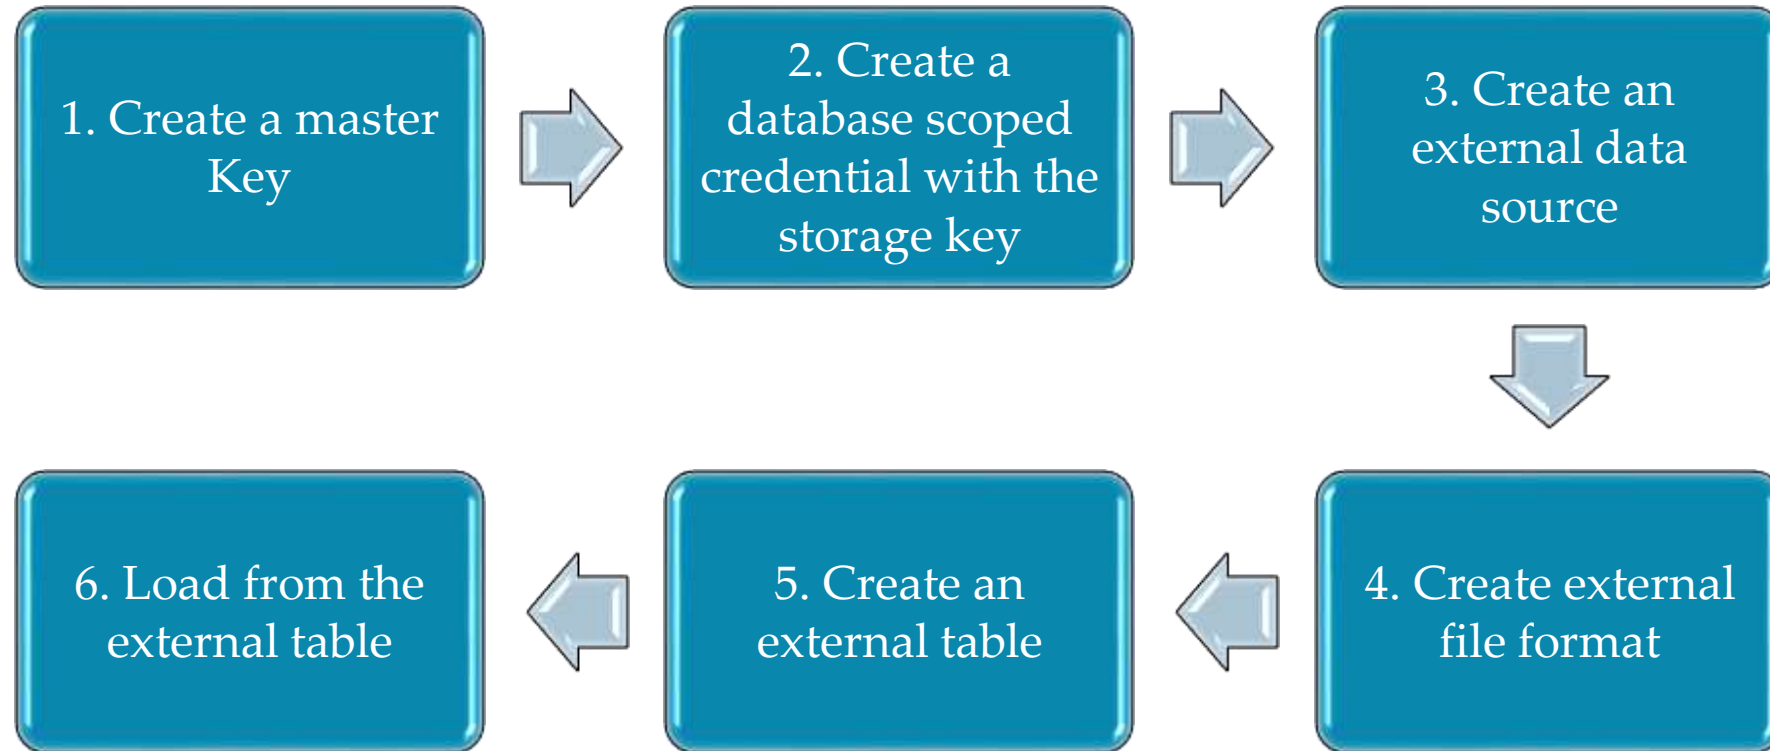 1. Create a master
Key
2. Create a
database scoped
credential with the
storage key
3. Create an
external data
source
4. Create external
file format
5. Create an
external table
6. Load from the
external table